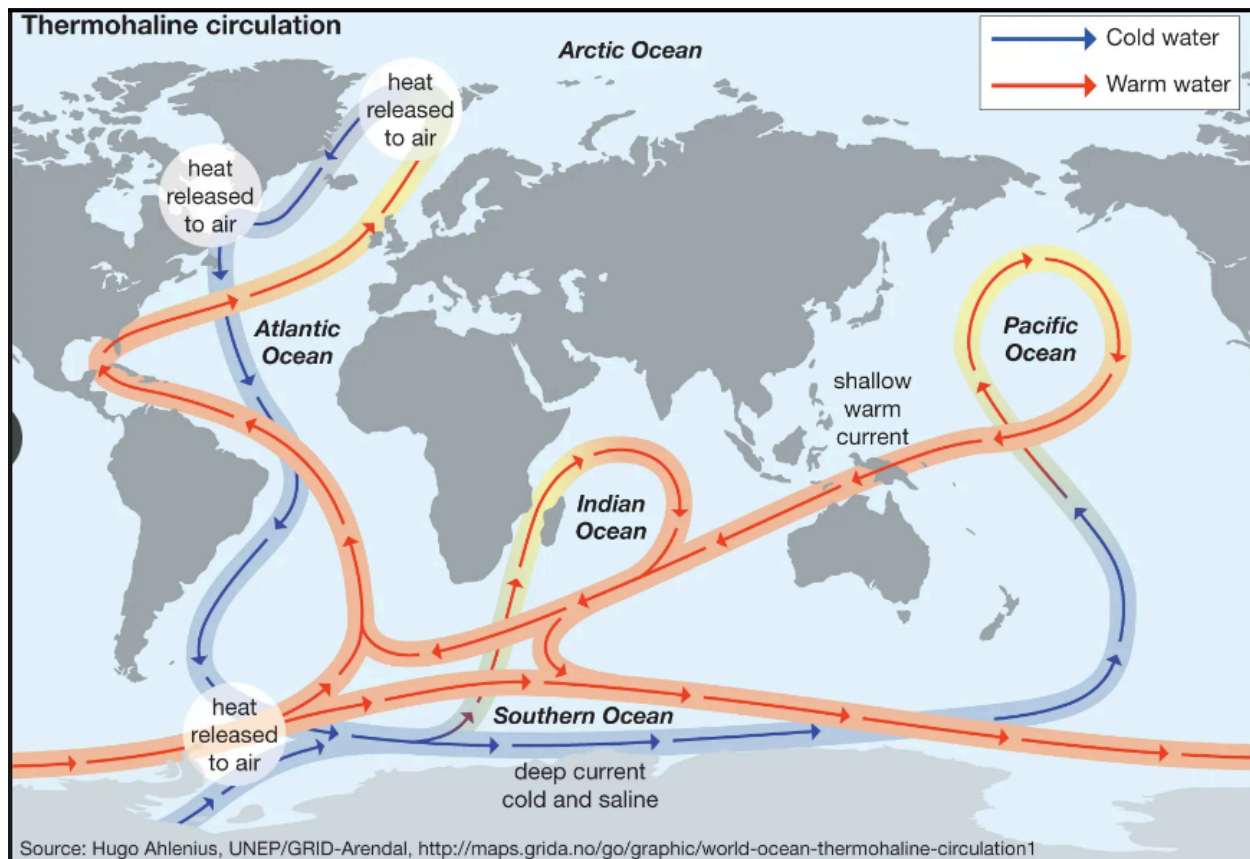 Thermohaline circulation
Arctic Ocean
Cold water
Warm water
heat
released
to air
heat
released
to air
Atlantic
Ocean
Pacific
Ocean
shallow
warm
current
Indian
Ocean
heat
released
to air
Southern Ocean
deep current
cold and saline
Source: Hugo Ahlenius, UNEP/GRID-Arendal, http://maps.grida.no/go/graphic/world-ocean-thermohaline-circulation1